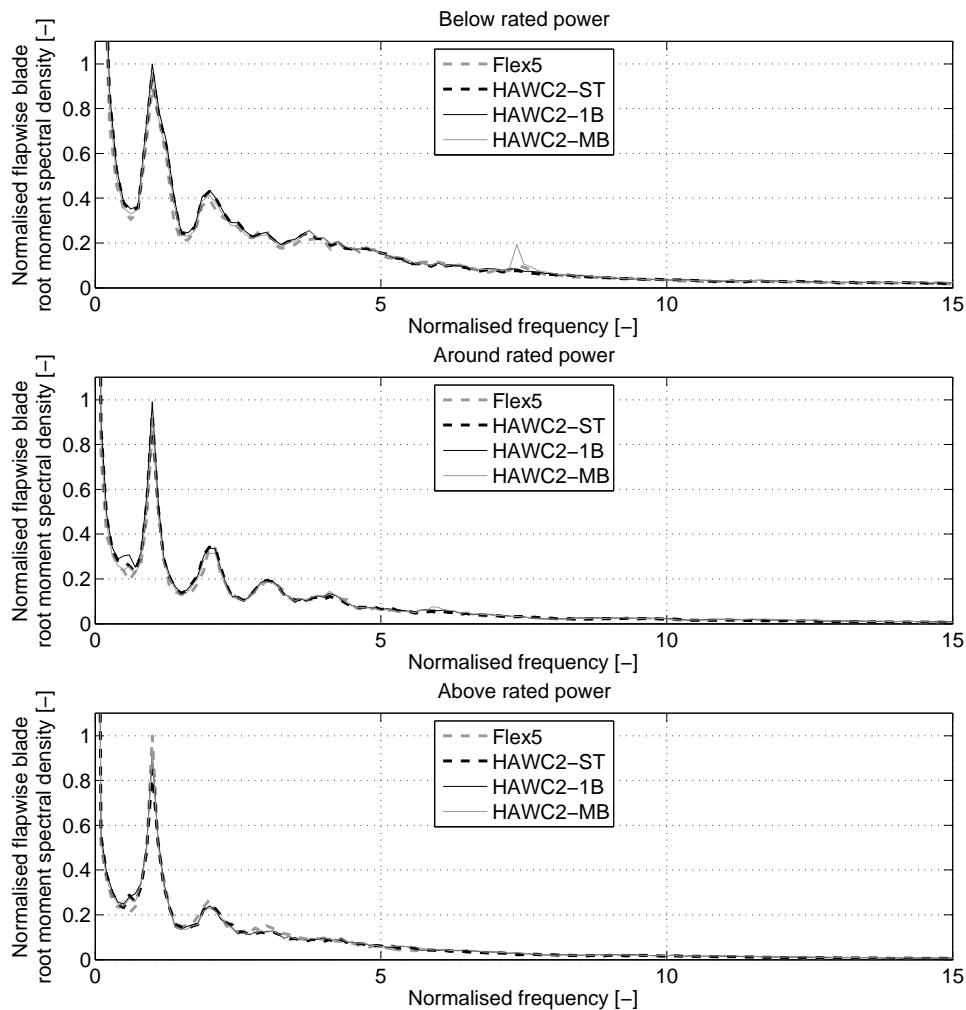 Below rated power
Normalised flapwise blade
root moment spectral density [−]
1
0.8
0.6
0.4
0.2
0
Flex5
HAWC2−ST
HAWC2−1B
HAWC2−MB
0
5
10
15
Normalised frequency [−]
Around rated power
Normalised flapwise blade
root moment spectral density [−]
1
0.8
0.6
0.4
0.2
0
Flex5
HAWC2−ST
HAWC2−1B
HAWC2−MB
0
5
10
15
Normalised frequency [−]
Above rated power
Normalised flapwise blade
root moment spectral density [−]
1
0.8
0.6
0.4
0.2
0
Flex5
HAWC2−ST
HAWC2−1B
HAWC2−MB
0
5
10
15
Normalised frequency [−]